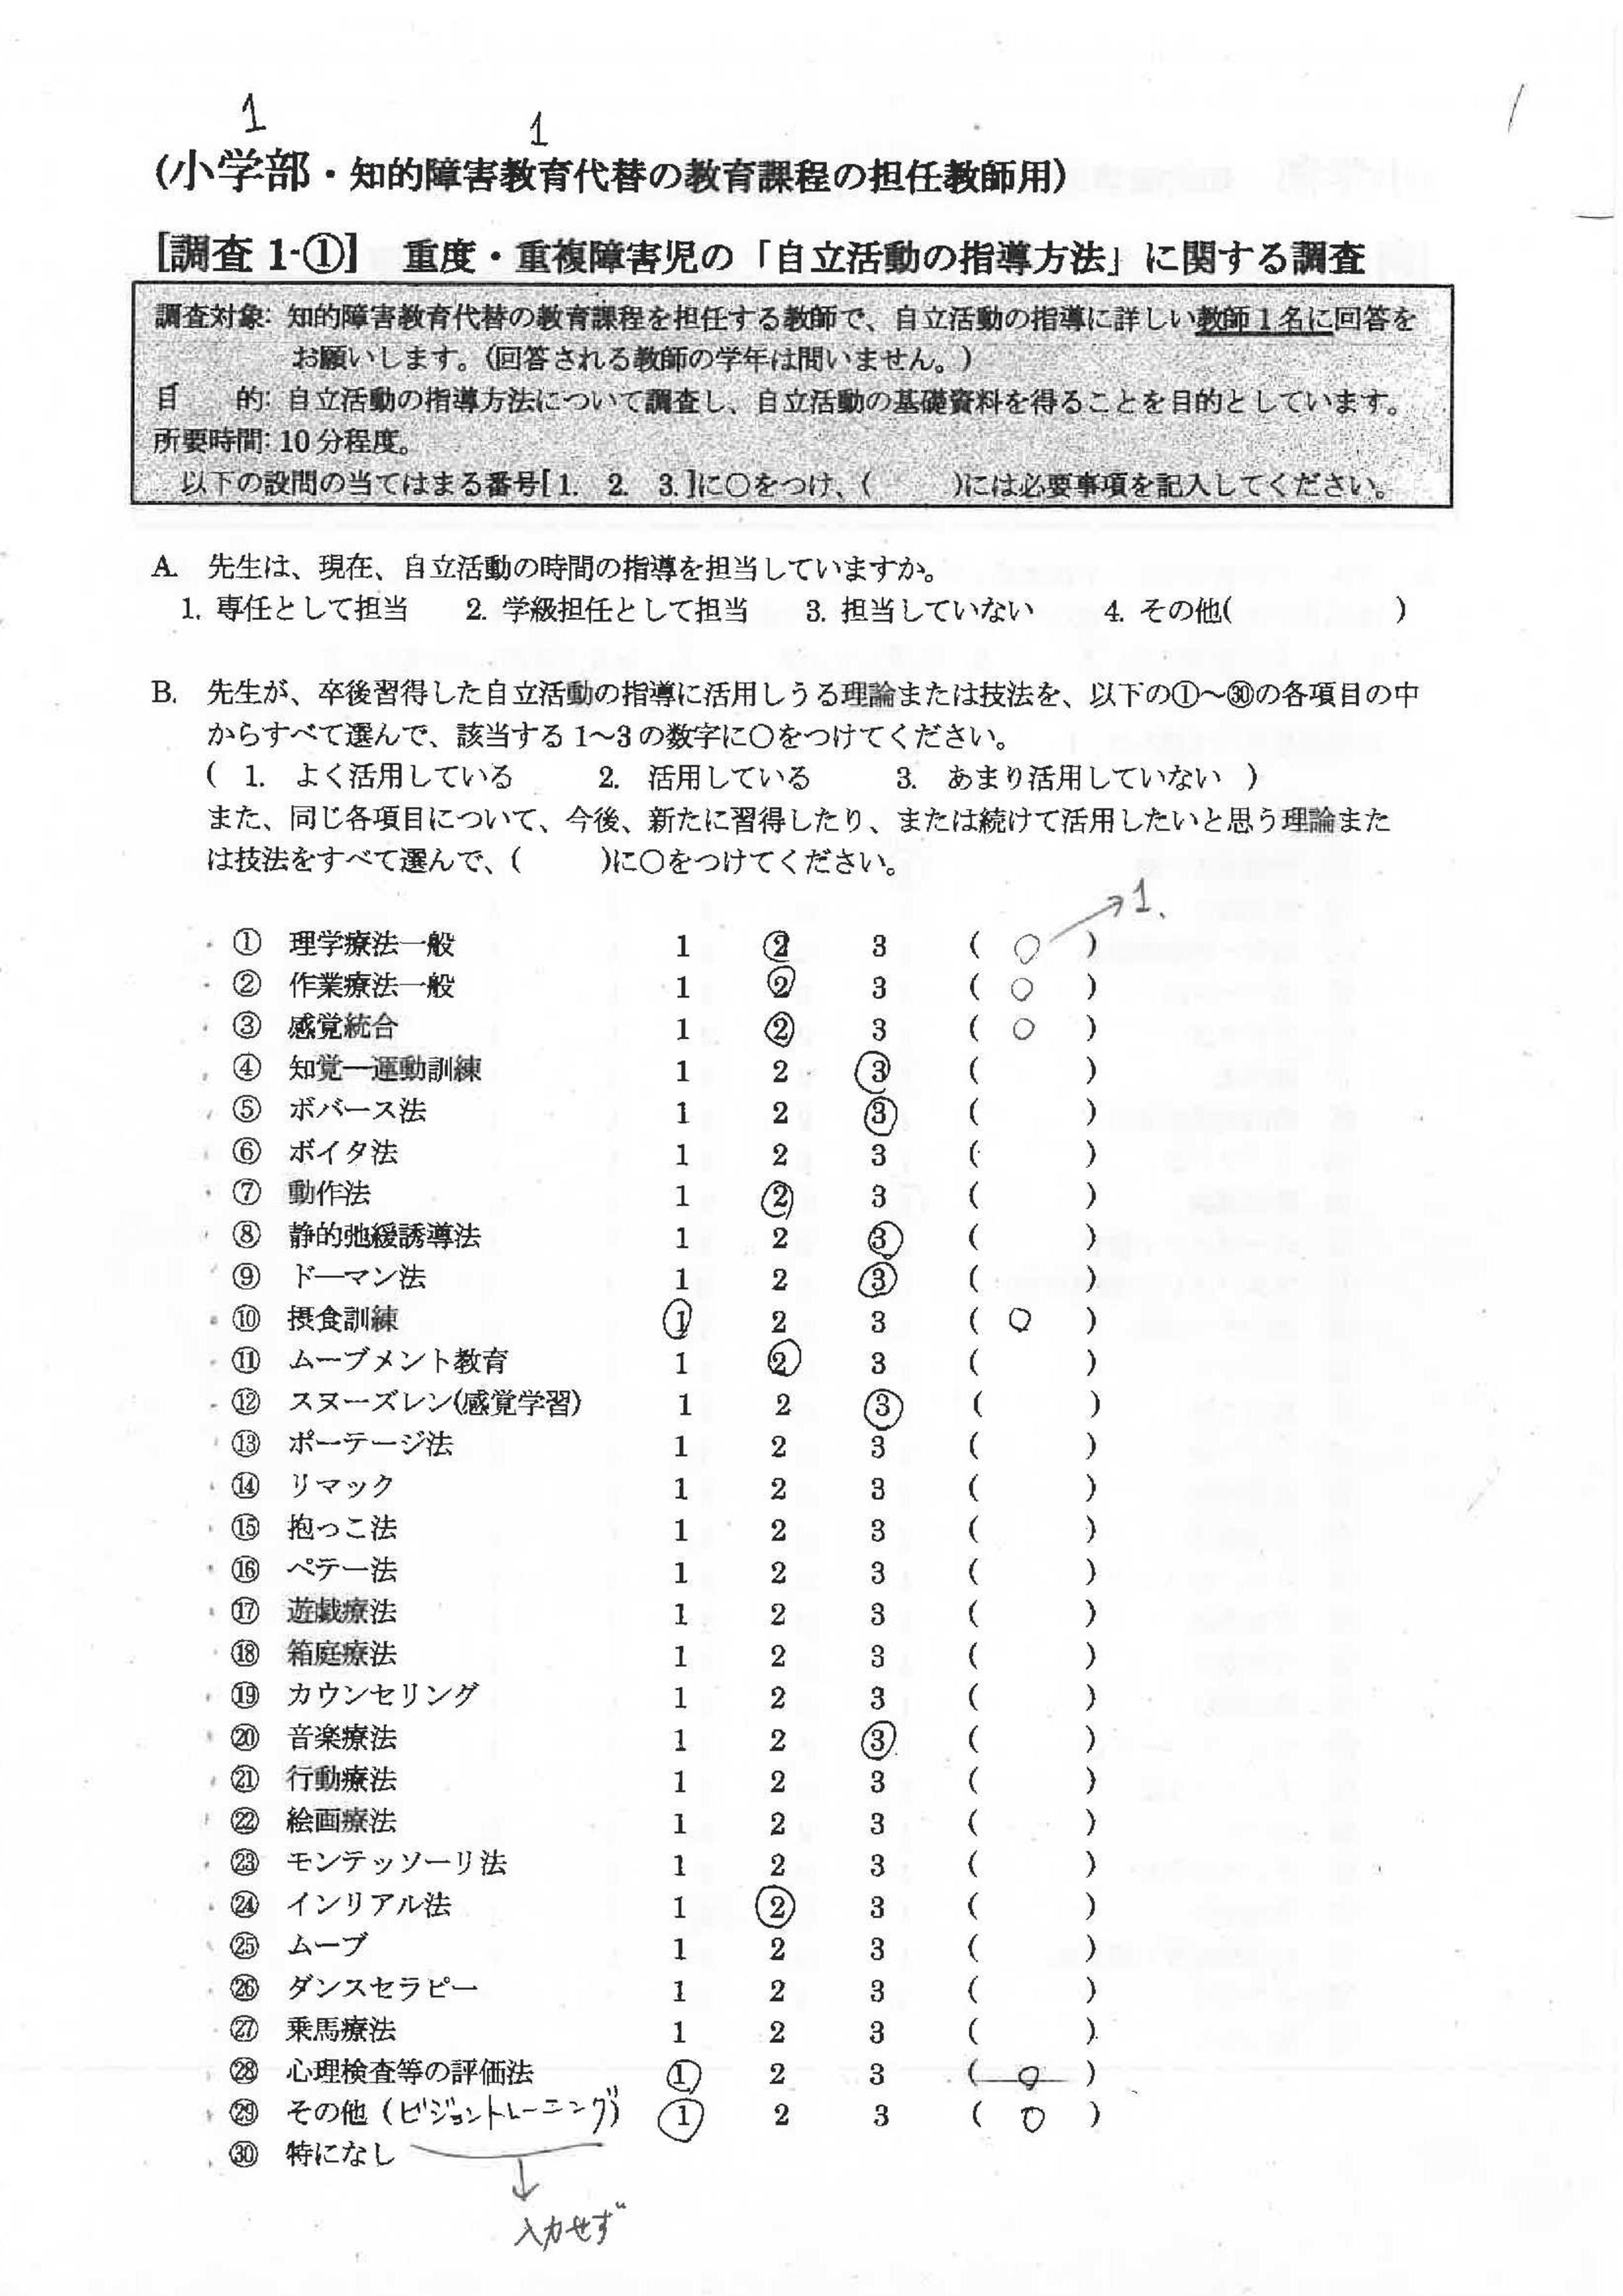 1 1
(小学部・知的障害教育代替の教育課程の担任教師用)
[調査 1-①] 重度・重複障害児の「自立活動の指導方法」に関する調査
調査対象: 知的障害教育代替の教育課程を担任する教師で、自立活動の指導に詳しい教師1名に回答を
お願いします。(回答される教師の学年は問いません。)
目 的: 自立活動の指導方法について調査し、自立活動の基礎資料を得ることを目的としています。
所要時間: 10分程度。
以下の設問の当てはまる番号[1. 2. 3.]に○をつけ、( )には必要事項を記入してください。
A. 先生は、現在、自立活動の時間の指導を担当していますか。
1. 専任として担当 2. 学級担任として担当 3. 担当していない 4. その他( )
B. 先生が、卒後習得した自立活動の指導に活用しうる理論または技法を、以下の①〜㉚の各項目の中
からすべて選んで、該当する1〜3の数字に○をつけてください。
( 1. よく活用している 2. 活用している 3. あまり活用していない )
また、同じ各項目について、今後、新たに習得したり、または続けて活用したいと思う理論また
は技法をすべて選んで、( )に○をつけてください。
→1、
① 理学療法一般 1 2 3 ( ○ )
② 作業療法一般 1 2 3 ( ○ )
③ 感覚統合 1 2 3 ( ○ )
④ 知覚―運動訓練 1 2 3 ( )
⑤ ボバース法 1 2 3 ( )
⑥ ボイタ法 1 2 3 ( )
⑦ 動作法 1 2 3 ( )
⑧ 静的弛緩誘導法 1 2 3 ( )
⑨ ドーマン法 1 2 3 ( )
⑩ 摂食訓練 1 2 3 ( ○ )
⑪ ムーブメント教育 1 2 3 ( )
⑫ スヌーズレン(感覚学習) 1 2 3 ( )
⑬ ポーテージ法 1 2 3 ( )
⑭ リマック 1 2 3 ( )
⑮ 抱っこ法 1 2 3 ( )
⑯ ペテー法 1 2 3 ( )
⑰ 遊戯療法 1 2 3 ( )
⑱ 箱庭療法 1 2 3 ( )
⑲ カウンセリング 1 2 3 ( )
⑳ 音楽療法 1 2 3 ( )
㉑ 行動療法 1 2 3 ( )
㉒ 絵画療法 1 2 3 ( )
㉓ モンテッソーリ法 1 2 3 ( )
㉔ インリアル法 1 2 3 ( )
㉕ ムーブ 1 2 3 ( )
㉖ ダンスセラピー 1 2 3 ( )
㉗ 乗馬療法 1 2 3 ( )
㉘ 心理検査等の評価法 1 2 3 ( ○ )
㉙ その他 (ビジョントレーニング) 1 2 3 ( ○ )
㉚ 特になし
↓
入力せず